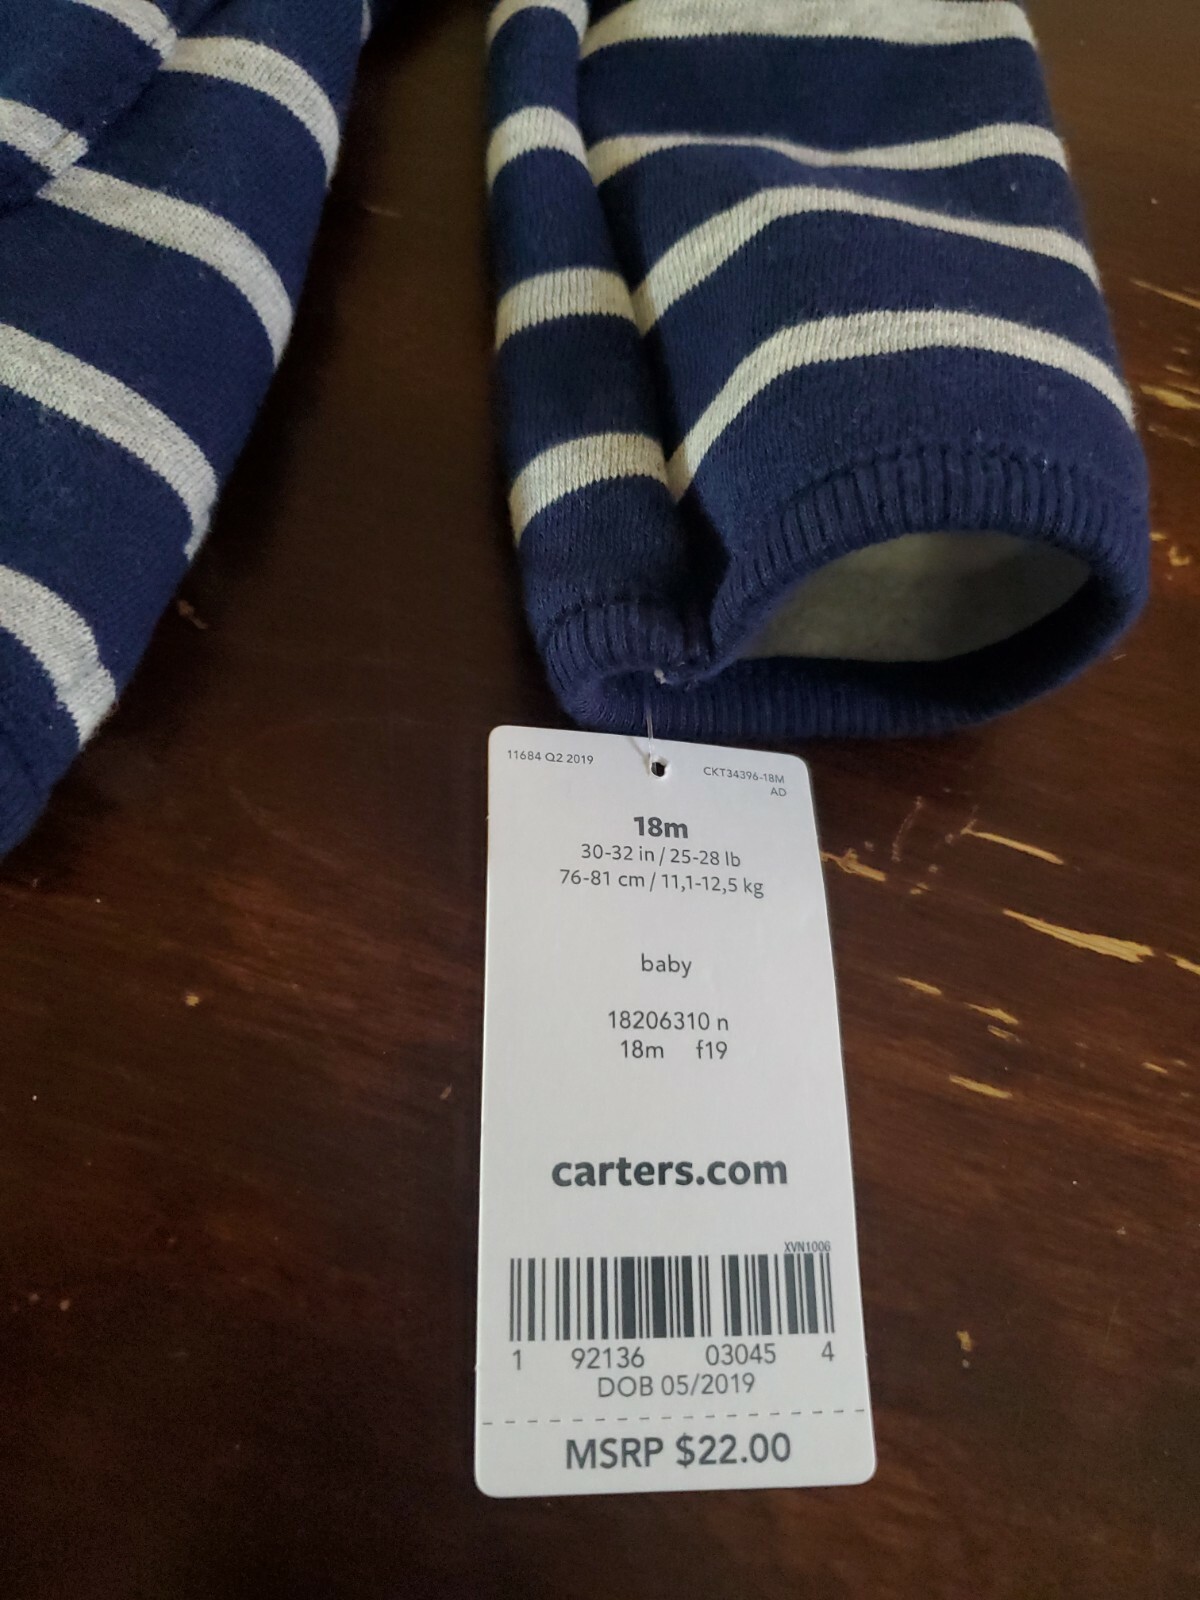 11684 Q2 2019
CKT34396-18M
AD
18m
30-32 in / 25-28 lb
76-81 cm / 11,1-12,5 kg
baby
18206310 n
18m f19
carters.com
XVN1006
1 92136 03045 4
DOB 05/2019
MSRP $22.00